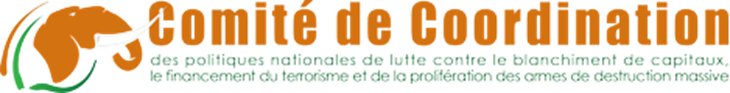 Comité de Coordination
des politiques nationales de lutte contre le blanchiment de capitaux,
le financement du terrorisme et de la prolifération des armes de destruction massive